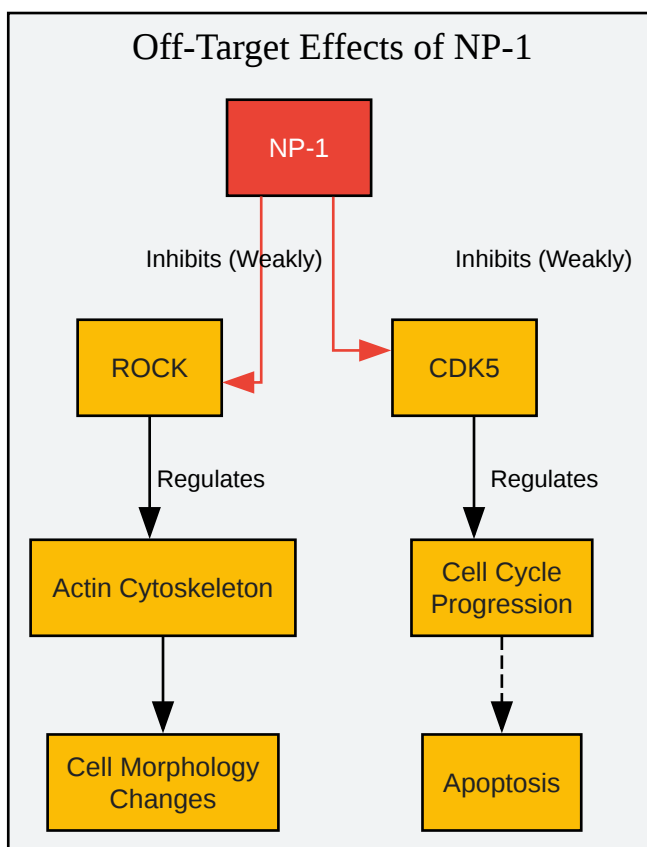 Off-Target Effects of NP-1
NP-1
Inhibits (Weakly)
Inhibits (Weakly)
ROCK
CDK5
Regulates
Regulates
Actin Cytoskeleton
Cell Cycle
Progression
Cell Morphology
Changes
Apoptosis